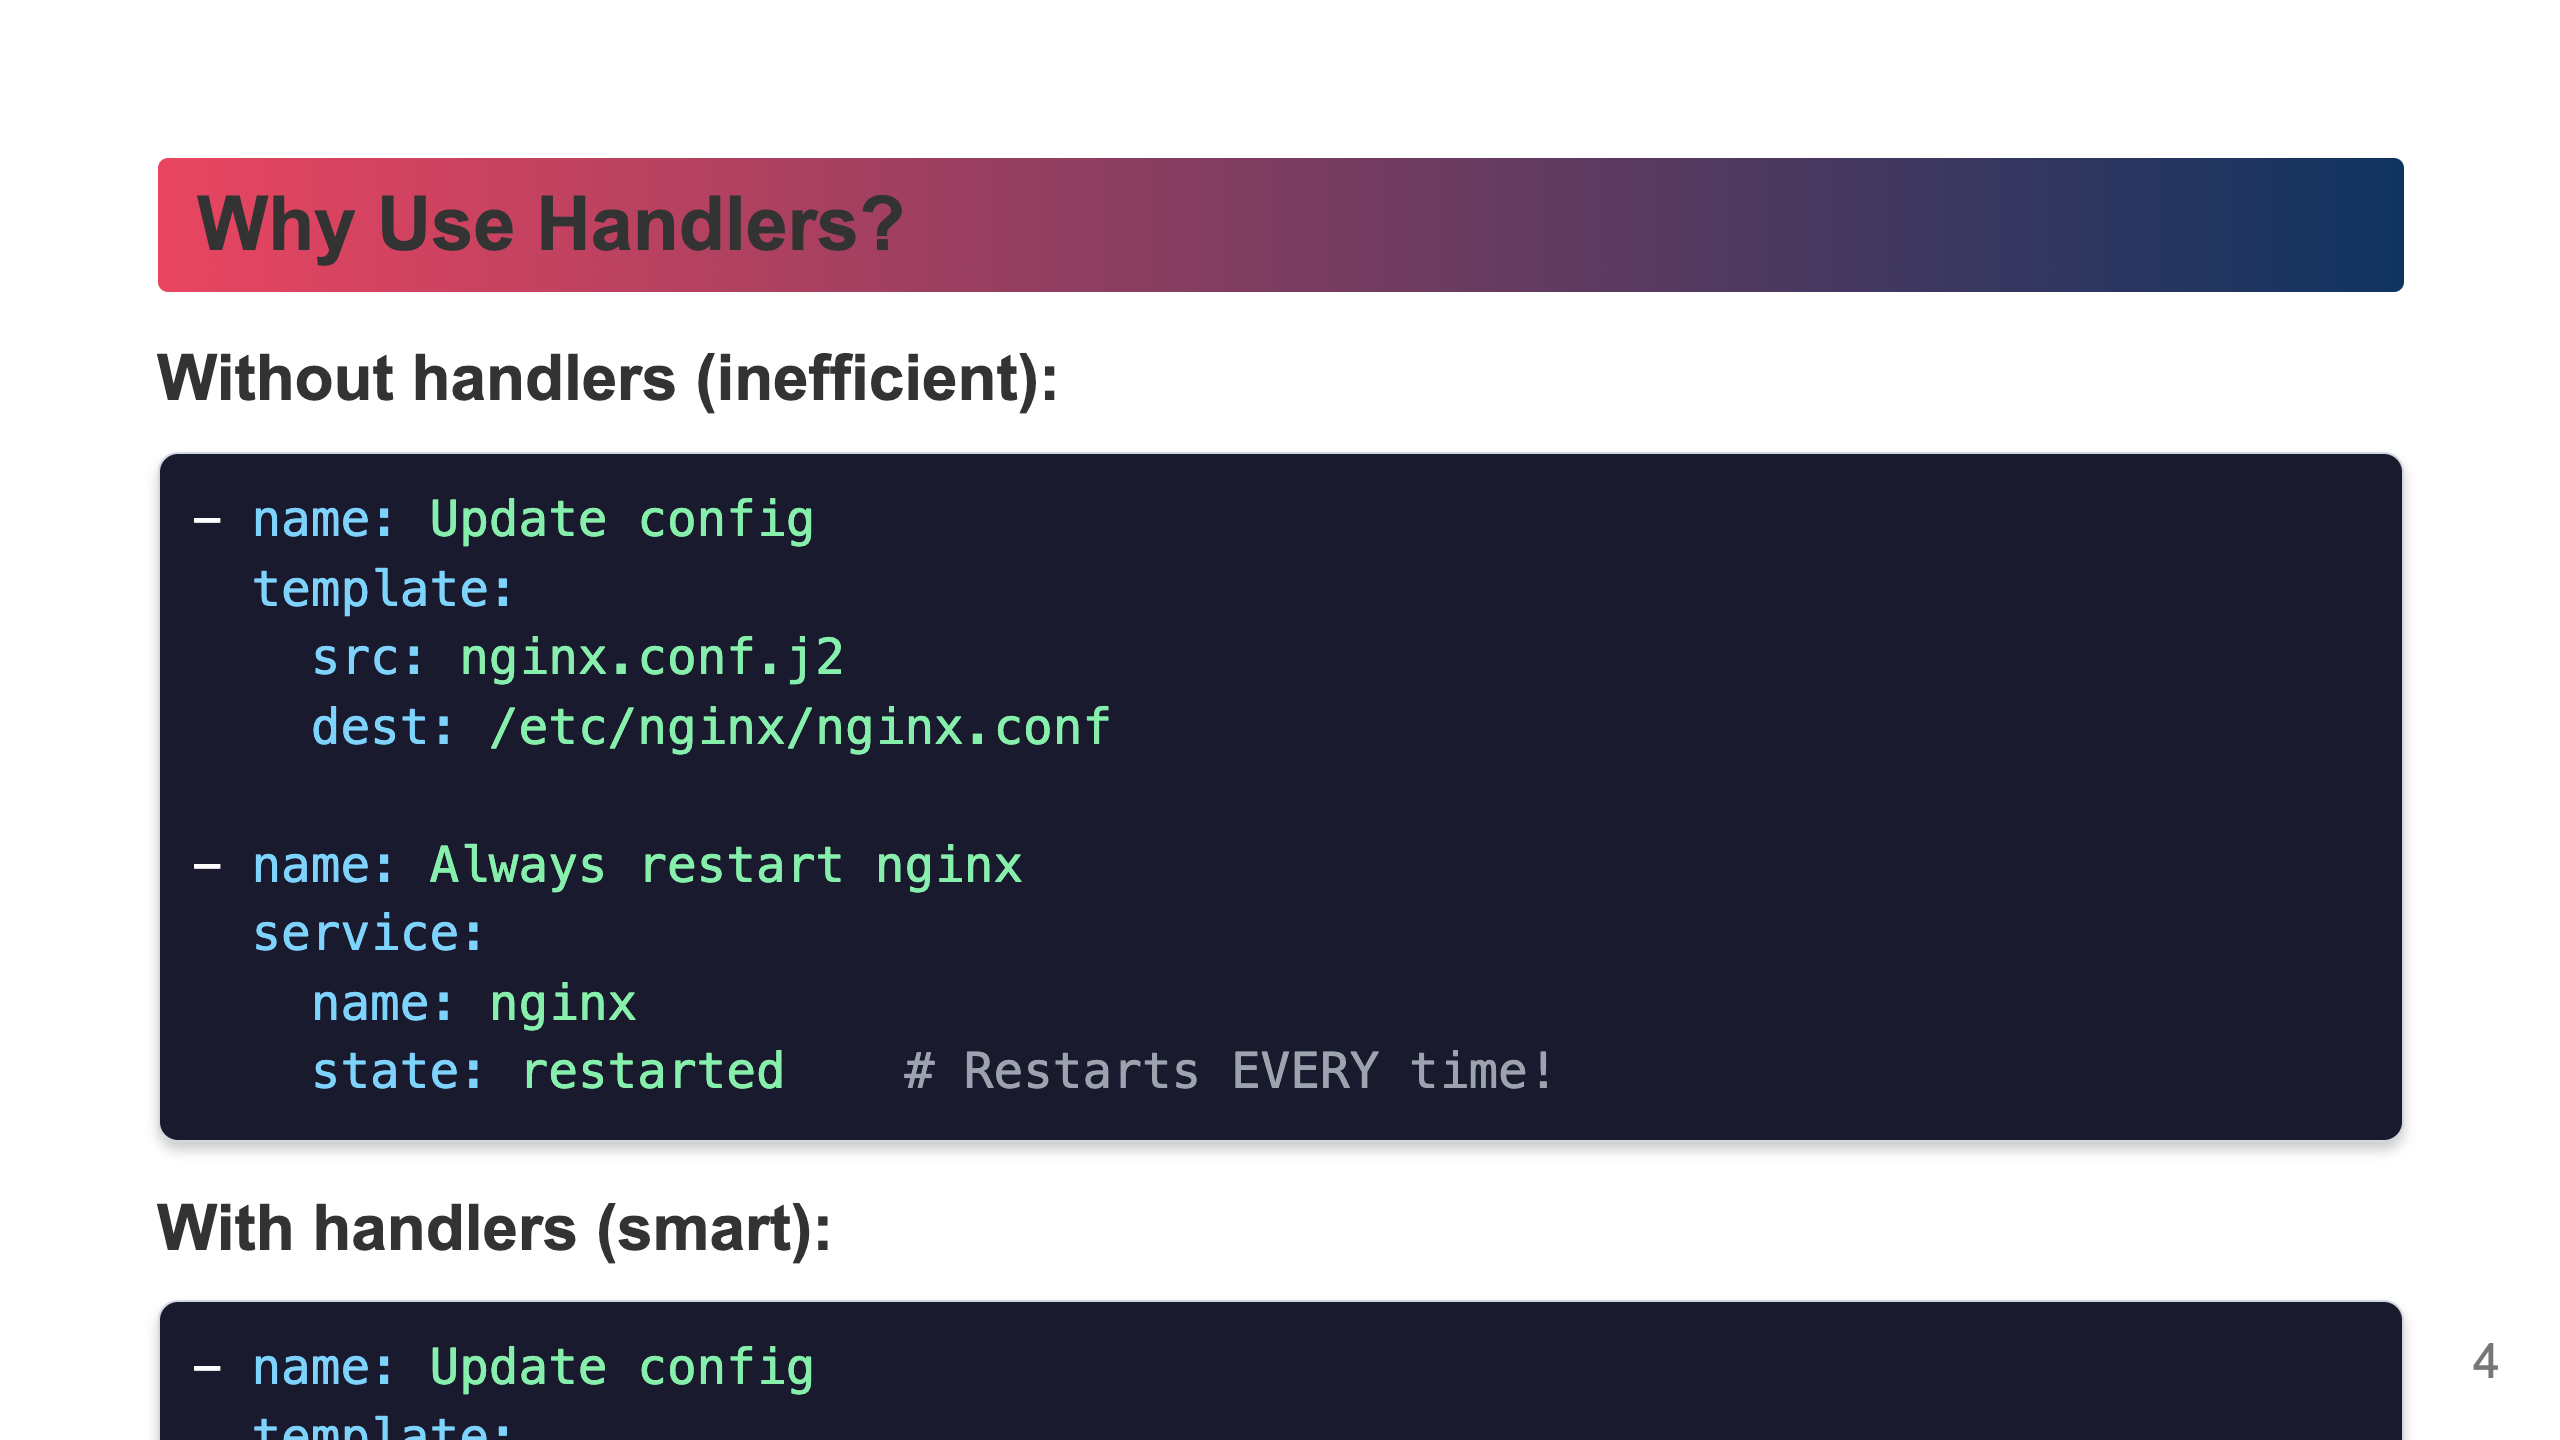 Why Use Handlers?
Without handlers (inefficient):
- name: Update config
  template:
    src: nginx.conf.j2
    dest: /etc/nginx/nginx.conf

- name: Always restart nginx
  service:
    name: nginx
    state: restarted    # Restarts EVERY time!
With handlers (smart):
- name: Update config
  template:
4